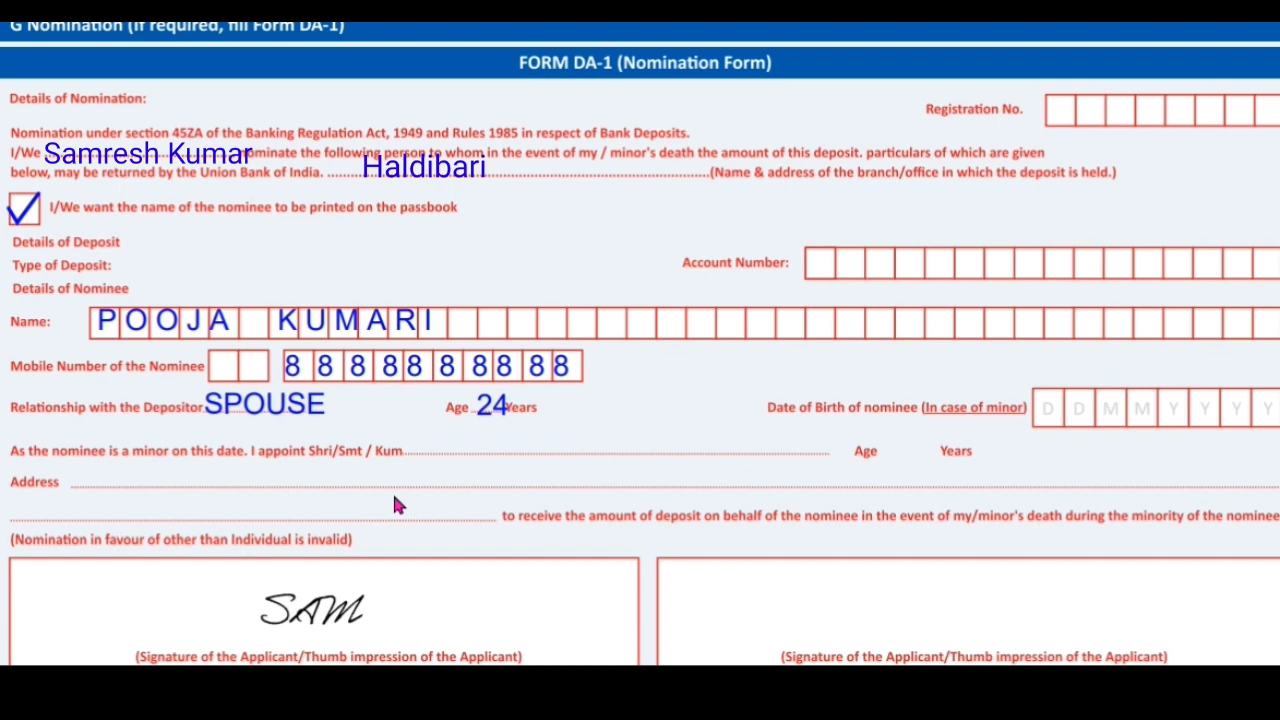 G Nomination (If required, fill Form DA-1)
FORM DA-1 (Nomination Form)
Details of Nomination:
Registration No.
Nomination under section 45ZA of the Banking Regulation Act, 1949 and Rules 1985 in respect of Bank Deposits.
I/We Samresh Kumar nominate the following person to whom in the event of my / minor's death the amount of this deposit. particulars of which are given
below, may be returned by the Union Bank of India. Haldibari (Name & address of the branch/office in which the deposit is held.)
I/We want the name of the nominee to be printed on the passbook
Details of Deposit
Type of Deposit: Account Number:
Details of Nominee
Name: POOJA KUMARI
Mobile Number of the Nominee 8888888888
Relationship with the Depositor SPOUSE Age 24 Years Date of Birth of nominee (In case of minor) D D M M Y Y Y Y
As the nominee is a minor on this date. I appoint Shri/Smt / Kum Age Years
Address
to receive the amount of deposit on behalf of the nominee in the event of my/minor's death during the minority of the nominee
(Nomination in favour of other than Individual is invalid)
SAM
(Signature of the Applicant/Thumb impression of the Applicant) (Signature of the Applicant/Thumb impression of the Applicant)